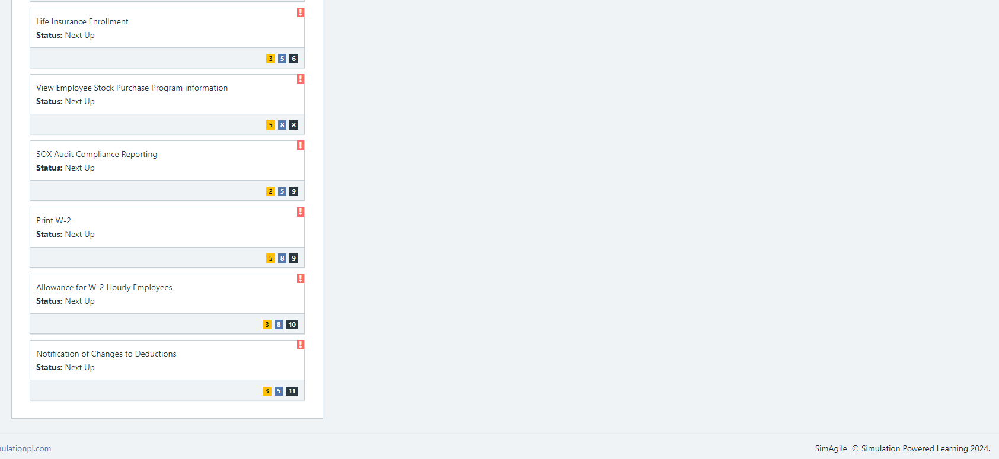 !
Life Insurance Enrollment
Status: Next Up
3 5 6
!
View Employee Stock Purchase Program information
Status: Next Up
5 8 8
!
SOX Audit Compliance Reporting
Status: Next Up
2 5 9
!
Print W-2
Status: Next Up
5 8 9
!
Allowance for W-2 Hourly Employees
Status: Next Up
3 8 10
!
Notification of Changes to Deductions
Status: Next Up
3 5 11
ulationpl.com
SimAgile © Simulation Powered Learning 2024.